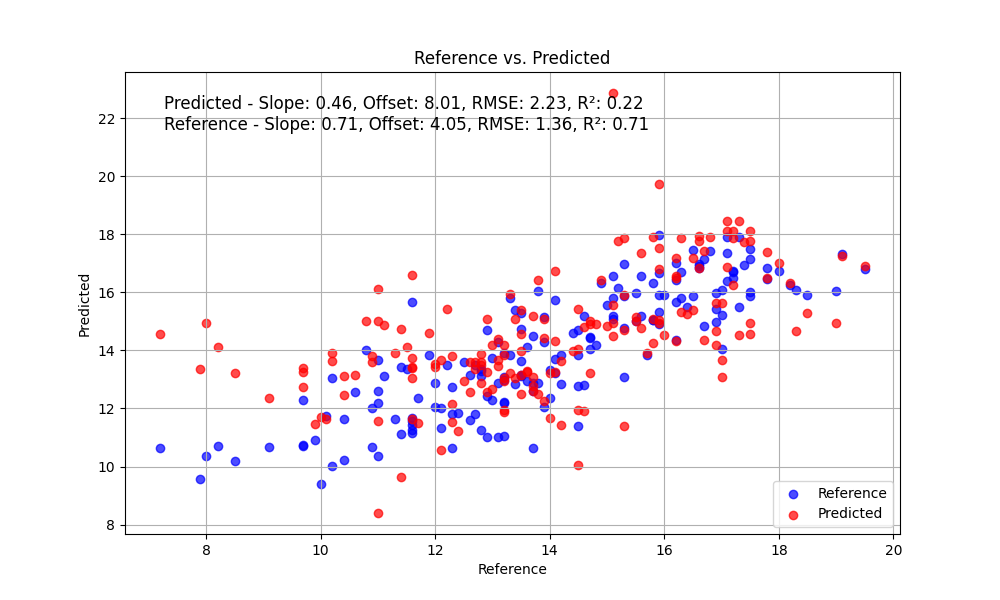 Reference vs. Predicted
Predicted - Slope: 0.46, Offset: 8.01, RMSE: 2.23, R²: 0.22
Reference - Slope: 0.71, Offset: 4.05, RMSE: 1.36, R²: 0.71
Predicted
22
20
18
16
14
12
10
8
Reference
Predicted
8 10 12 14 16 18 20
Reference